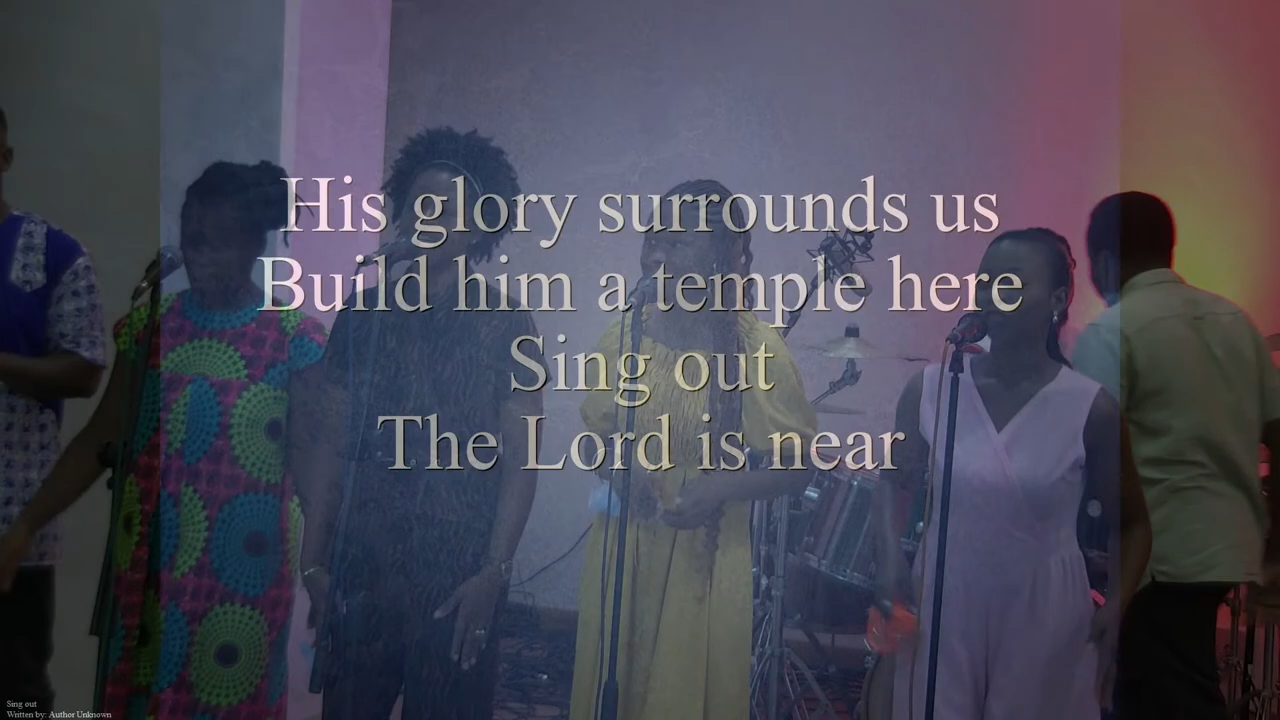 His glory surrounds us
Build him a temple here
Sing out
The Lord is near
Sing out
Written by: Author Unknown